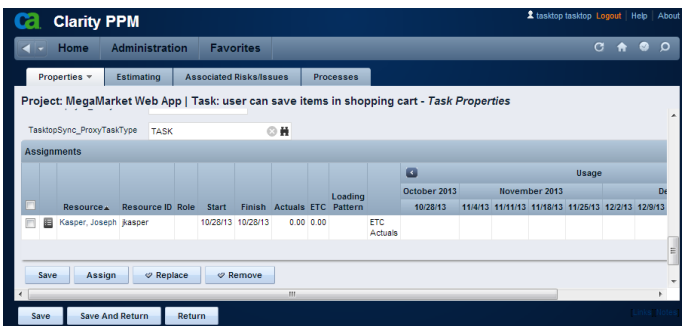 ca Clarity PPM
tasktop tasktop Logout | Help | About
Home Administration Favorites
Properties Estimating Associated Risks/Issues Processes
Project: MegaMarket Web App | Task: user can save items in shopping cart - Task Properties
TasktopSync_ProxyTaskType TASK
Assignments
Usage
October 2013 November 2013 De
Resource Resource ID Role Start Finish Actuals ETC Loading Pattern 10/28/13 11/4/13 11/11/13 11/18/13 11/25/13 12/2/13 12/9/13
Kasper, Joseph jkasper 10/28/13 10/28/13 0.00 0.00 ETC
Actuals
Save Assign Replace Remove
Save Save And Return Return